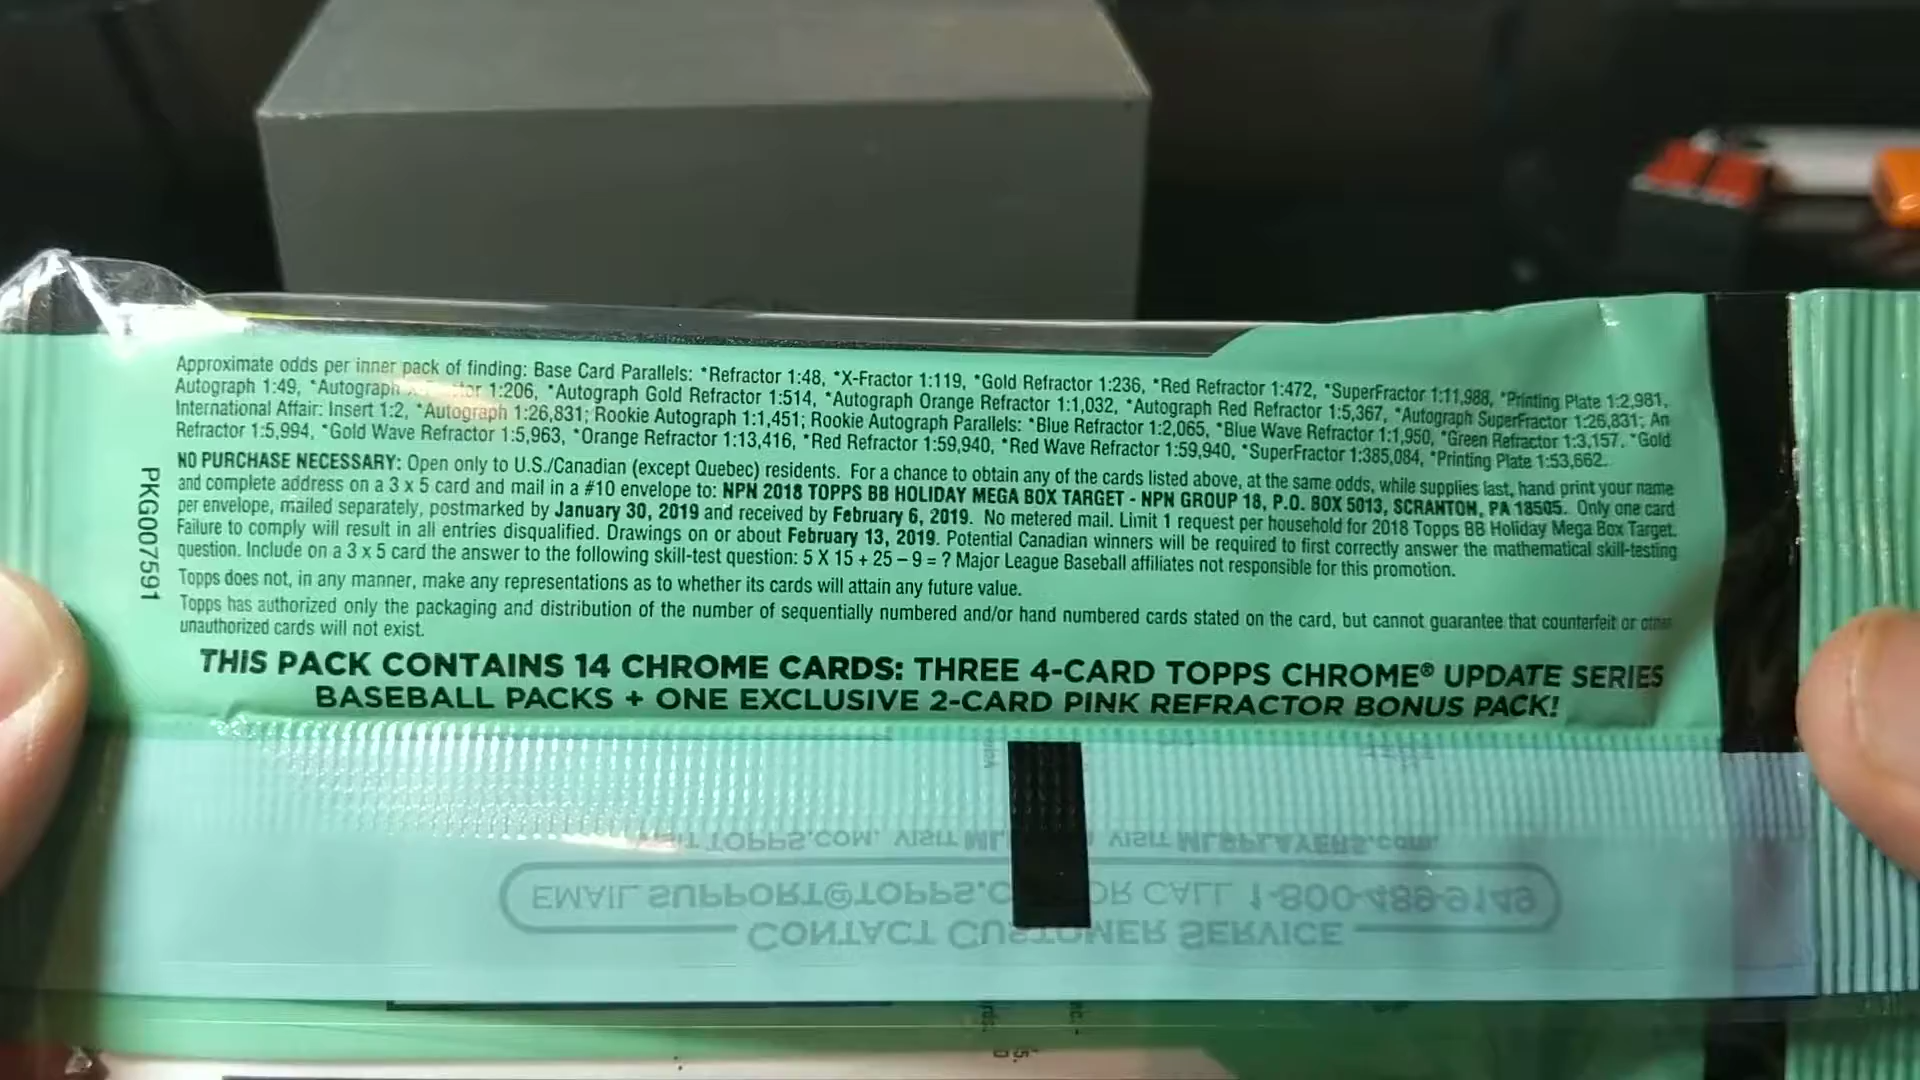 Approximate odds per inner pack of finding: Base Card Parallels: *Refractor 1:48, *X-Fractor 1:119, *Gold Refractor 1:236, *Red Refractor 1:472, *SuperFractor 1:11,988, *Printing Plate 1:2,981,
Autograph 1:49, *Autograph 1:206, *Autograph Gold Refractor 1:514, *Autograph Orange Refractor 1:1,032, *Autograph Red Refractor 1:5,367, *Autograph SuperFractor 1:26,831; An
International Affair: Insert 1:2, *Autograph 1:26,831; Rookie Autograph 1:1,451; Rookie Autograph Parallels: *Blue Refractor 1:2,065, *Blue Wave Refractor 1:1,950, *Green Refractor 1:3,157, *Gold
Refractor 1:5,994, *Gold Wave Refractor 1:5,963, *Orange Refractor 1:13,416, *Red Refractor 1:59,940, *Red Wave Refractor 1:59,940, *SuperFractor 1:385,084, *Printing Plate 1:53,662.
NO PURCHASE NECESSARY: Open only to U.S./Canadian (except Quebec) residents. For a chance to obtain any of the cards listed above, at the same odds, while supplies last, hand print your name
and complete address on a 3 x 5 card and mail in a #10 envelope to: NPN 2018 TOPPS BB HOLIDAY MEGA BOX TARGET - NPN GROUP 18, P.O. BOX 5013, SCRANTON, PA 18505. Only one card
per envelope, mailed separately, postmarked by January 30, 2019 and received by February 6, 2019. No metered mail. Limit 1 request per household for 2018 Topps BB Holiday Mega Box Target.
Failure to comply will result in all entries disqualified. Drawings on or about February 13, 2019. Potential Canadian winners will be required to first correctly answer the mathematical skill-testing
question. Include on a 3 x 5 card the answer to the following skill-test question: 5 X 15 + 25 – 9 = ? Major League Baseball affiliates not responsible for this promotion.
Topps does not, in any manner, make any representations as to whether its cards will attain any future value.
Topps has authorized only the packaging and distribution of the number of sequentially numbered and/or hand numbered cards stated on the card, but cannot guarantee that counterfeit or other
unauthorized cards will not exist.
PKG007591
THIS PACK CONTAINS 14 CHROME CARDS: THREE 4-CARD TOPPS CHROME® UPDATE SERIES
BASEBALL PACKS + ONE EXCLUSIVE 2-CARD PINK REFRACTOR BONUS PACK!
TOPPS.COM. VISIT VISIT MLBPLAYERS.com.
EMAIL SUPPORT@TOPPS.C OR CALL 1-800-489-9149
CONTACT CUSTOMER SERVICE